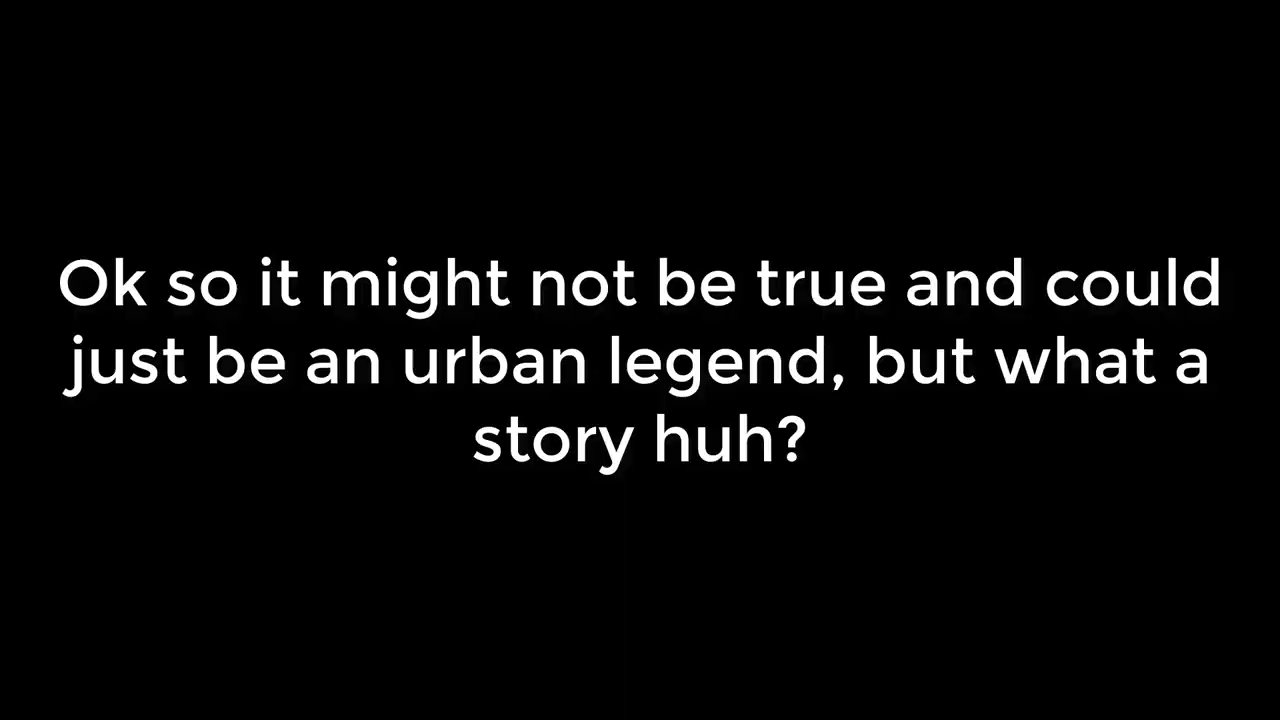 Ok so it might not be true and could
just be an urban legend, but what a
story huh?